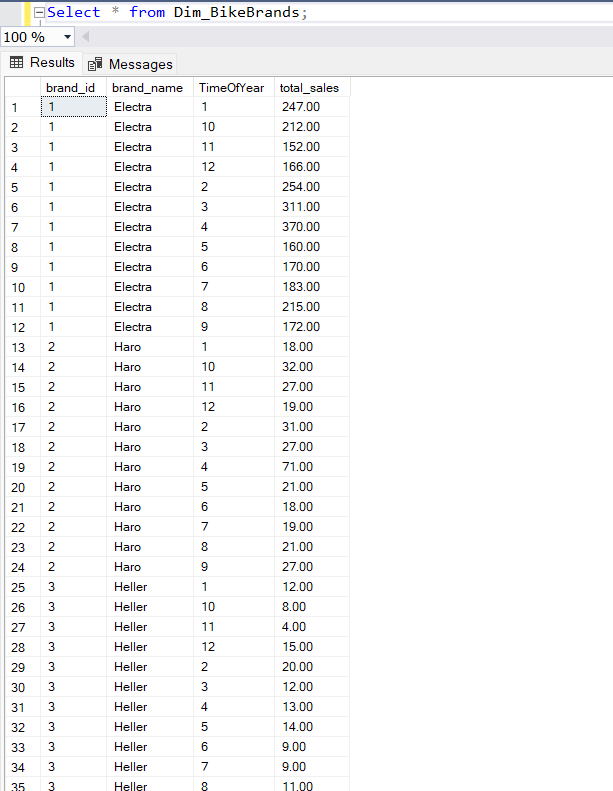 Select * from Dim_BikeBrands;
100 %
Results Messages
brand_id brand_name TimeOfYear total_sales
1 1 Electra 1 247.00
2 1 Electra 10 212.00
3 1 Electra 11 152.00
4 1 Electra 12 166.00
5 1 Electra 2 254.00
6 1 Electra 3 311.00
7 1 Electra 4 370.00
8 1 Electra 5 160.00
9 1 Electra 6 170.00
10 1 Electra 7 183.00
11 1 Electra 8 215.00
12 1 Electra 9 172.00
13 2 Haro 1 18.00
14 2 Haro 10 32.00
15 2 Haro 11 27.00
16 2 Haro 12 19.00
17 2 Haro 2 31.00
18 2 Haro 3 27.00
19 2 Haro 4 71.00
20 2 Haro 5 21.00
21 2 Haro 6 18.00
22 2 Haro 7 19.00
23 2 Haro 8 21.00
24 2 Haro 9 27.00
25 3 Heller 1 12.00
26 3 Heller 10 8.00
27 3 Heller 11 4.00
28 3 Heller 12 15.00
29 3 Heller 2 20.00
30 3 Heller 3 12.00
31 3 Heller 4 13.00
32 3 Heller 5 14.00
33 3 Heller 6 9.00
34 3 Heller 7 9.00
35 3 Heller 8 11.00